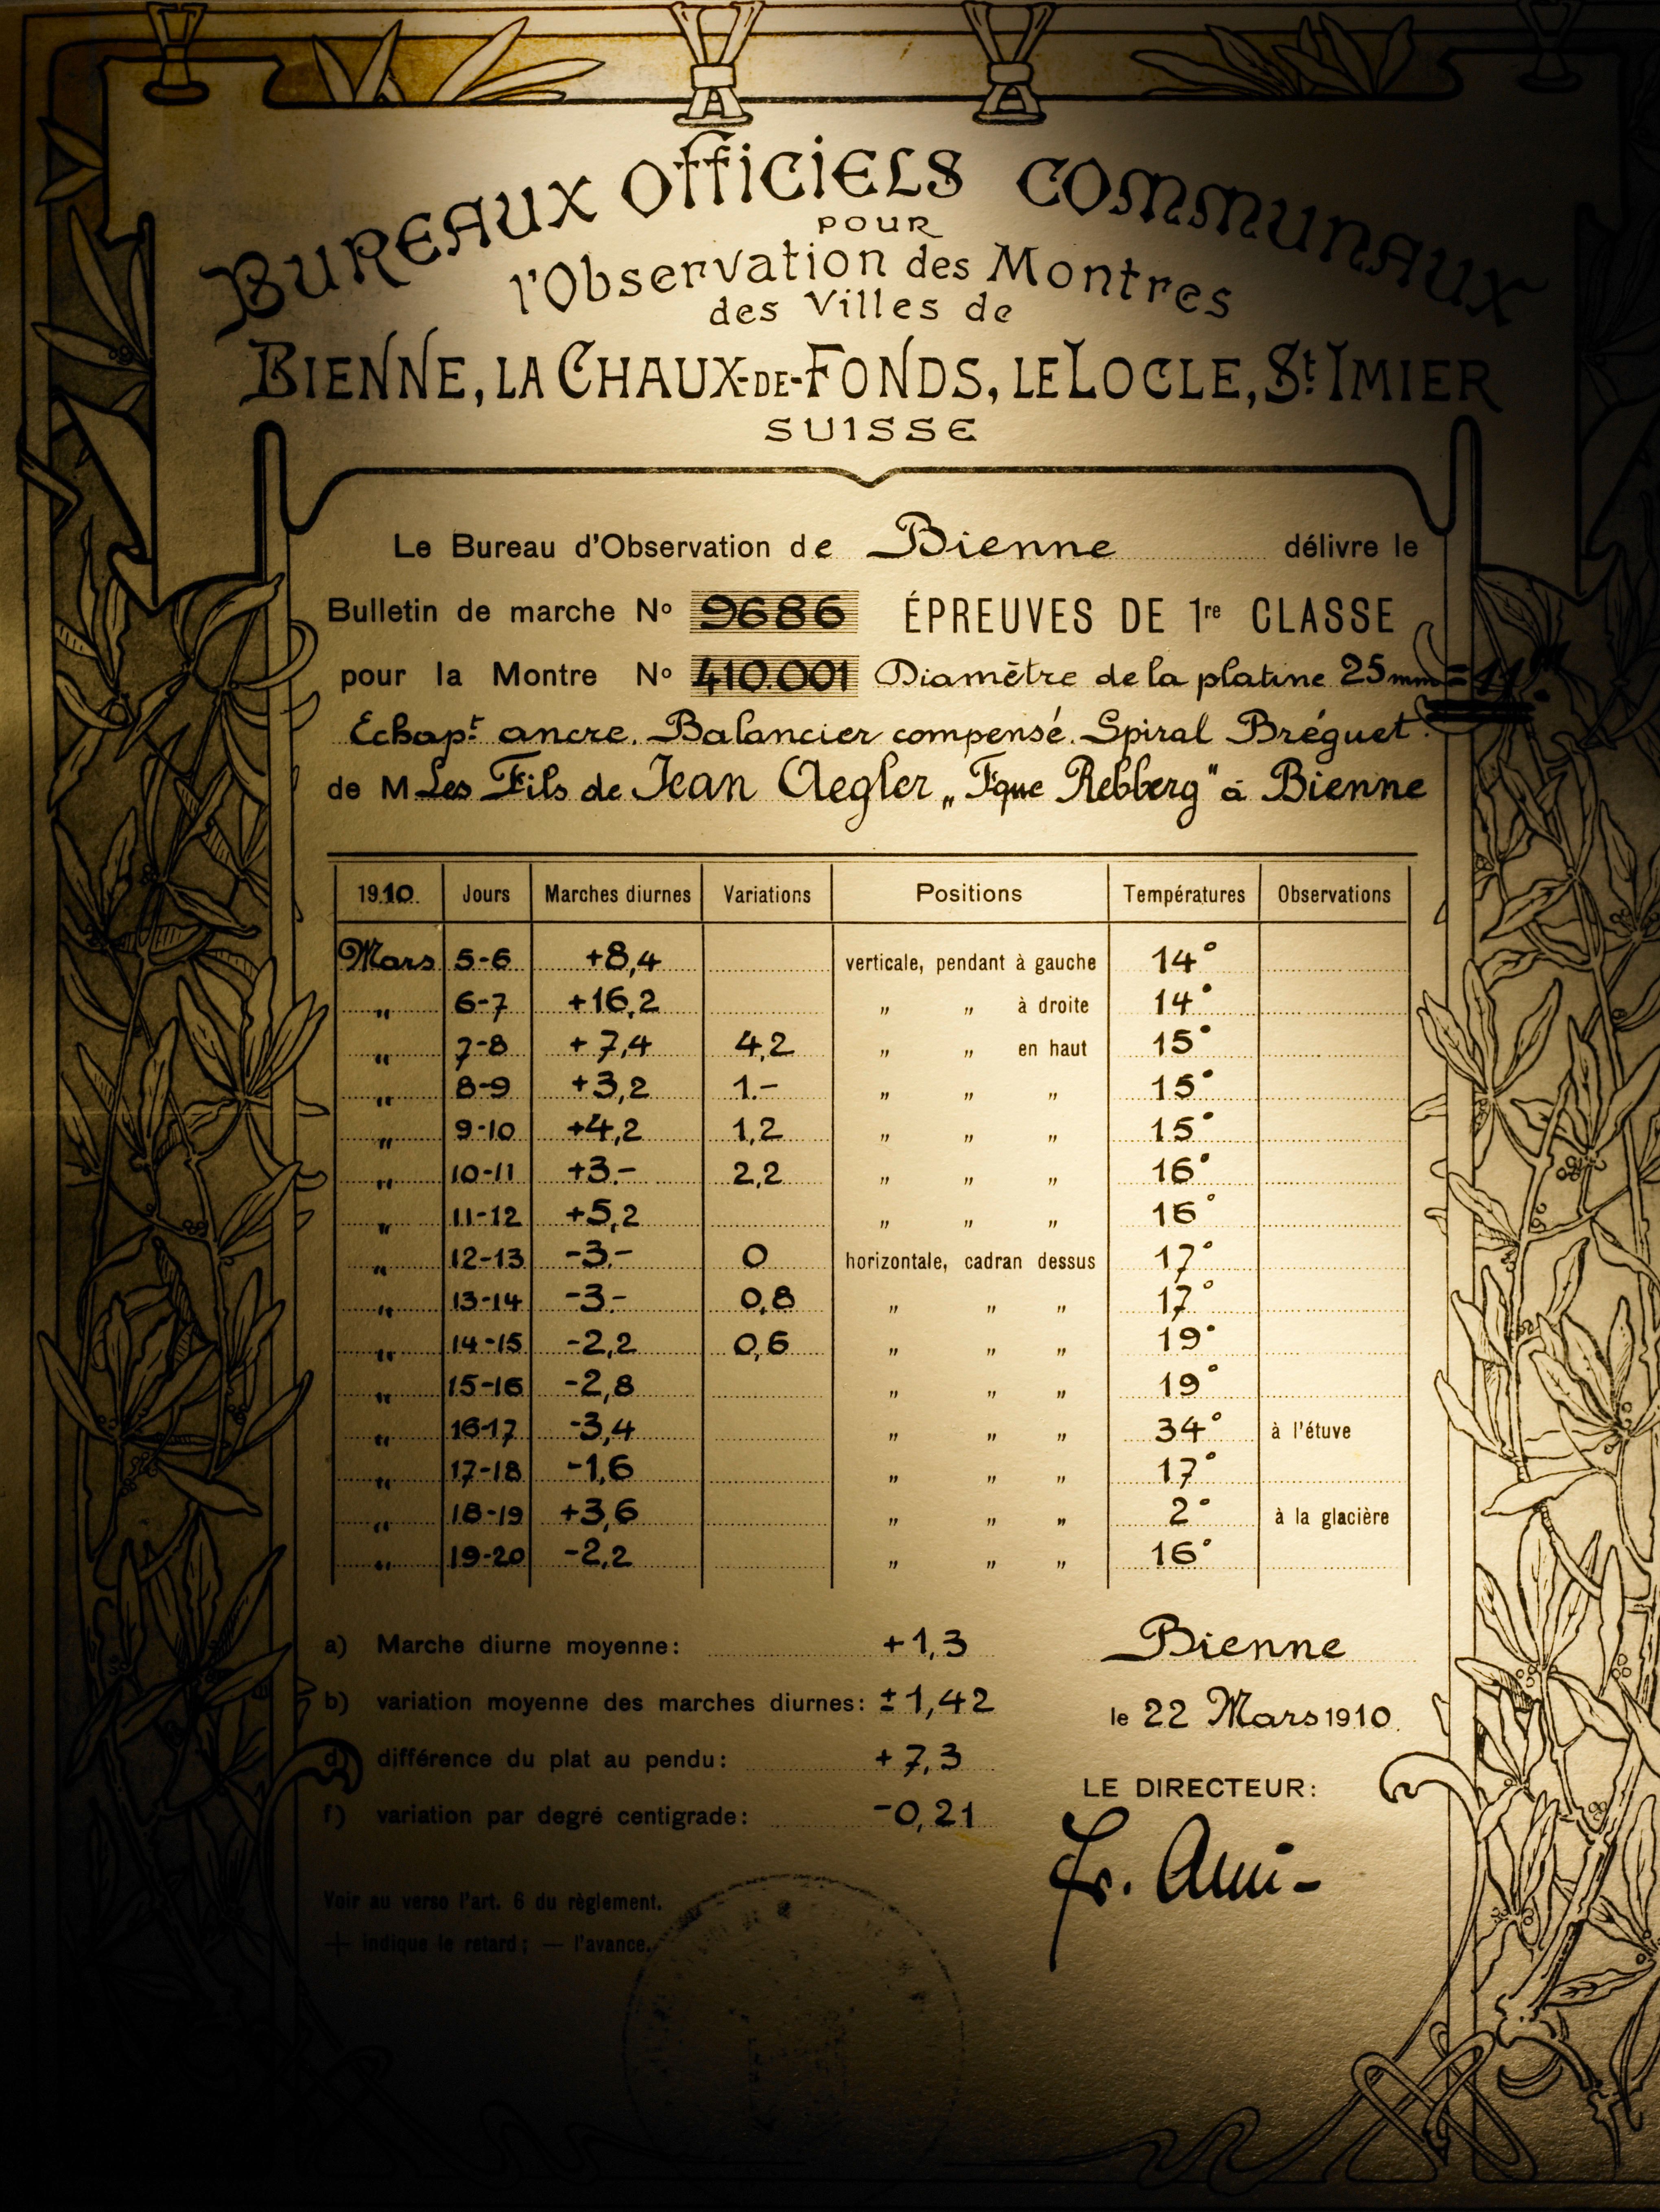 BUREAUX OFFICIELS COMMUNAUX
POUR
l'Observation des Montres
des Villes de
BIENNE, LA CHAUX-DE-FONDS, LE LOCLE, St IMIER
SUISSE
Le Bureau d'Observation de Bienne délivre le
Bulletin de marche No 9686 ÉPREUVES DE 1re CLASSE
pour la Montre No 410.001 Diamètre de la platine 25mm = 11'''
Echapt ancre. Balancier compensé. Spiral Bréguet.
de M Les Fils de Jean Aegler „Fque Rebberg" à Bienne
1910. Jours Marches diurnes Variations Positions Températures Observations
Mars 5-6 +8,4 verticale, pendant à gauche 14°
" 6-7 +16,2 " " à droite 14°
" 7-8 +7,4 4,2 " " en haut 15°
" 8-9 +3,2 1.- " " " 15°
" 9-10 +4,2 1,2 " " " 15°
" 10-11 +3.- 2,2 " " " 16°
" 11-12 +5,2 " " " 16°
" 12-13 -3.- 0 horizontale, cadran dessus 17°
" 13-14 -3.- 0,8 " " " 17°
" 14-15 -2,2 0,6 " " " 19°
" 15-16 -2,8 " " " 19°
" 16-17 -3,4 " " " 34° à l'étuve
" 17-18 -1,6 " " " 17°
" 18-19 +3,6 " " " 2° à la glacière
" 19-20 -2,2 " " " 16°
a) Marche diurne moyenne: +1,3
b) variation moyenne des marches diurnes: ±1,42
d) différence du plat au pendu: +7,3
f) variation par degré centigrade: -0,21
Bienne
le 22 Mars 1910.
LE DIRECTEUR:
Voir au verso l'art. 6 du règlement.
+ indique le retard; — l'avance.